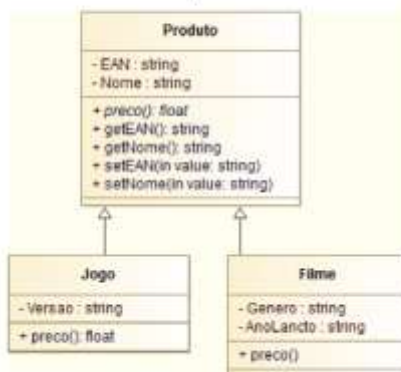 Produto
- EAN : string
- Nome : string
+ preco(): float
+ getEAN(): string
+ getNome(): string
+ setEAN(in value: string)
+ setNome(in value: string)
Jogo
- Versao : string
+ preco(): float
Filme
- Genero : string
- AnoLancto : string
+ preco()